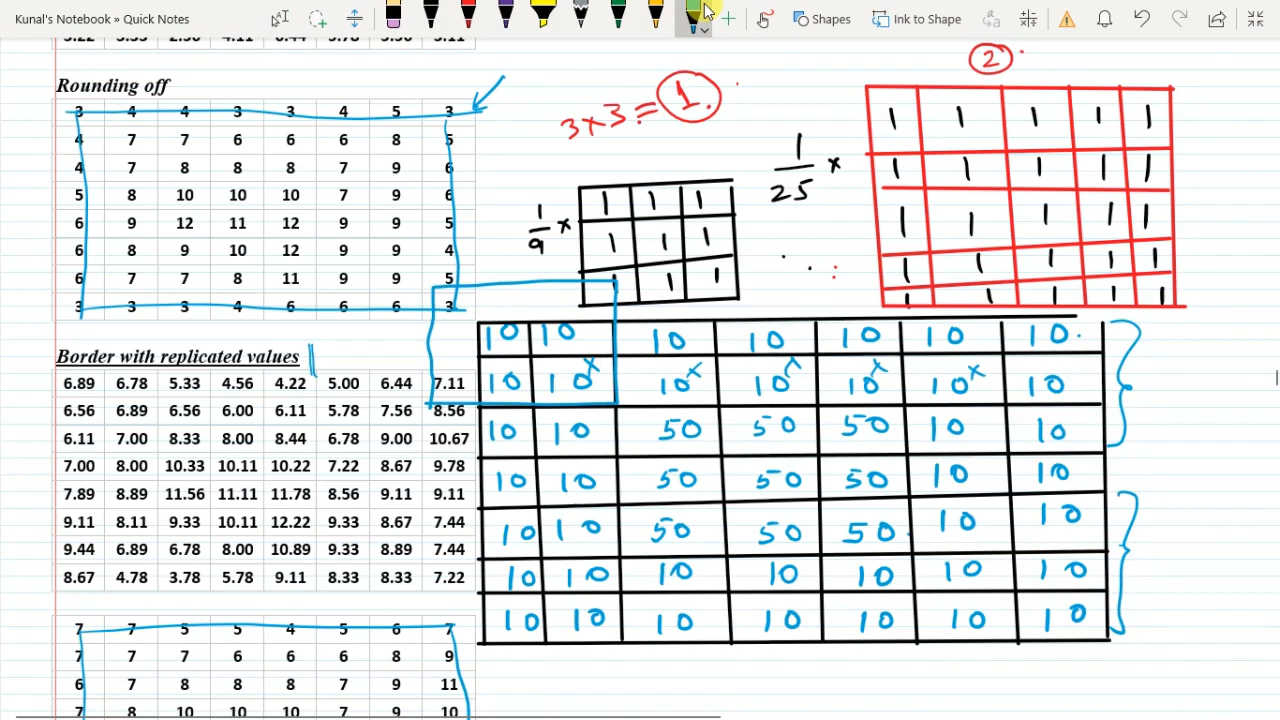 Kunal's Notebook » Quick Notes
Shapes
Ink to Shape
Rounding off
3 4 4 3 3 4 5 3
4 7 7 6 6 6 8 5
4 7 8 8 8 7 9 6
5 8 10 10 10 7 9 6
6 9 12 11 12 9 9 5
6 8 9 10 12 9 9 4
6 7 7 8 11 9 9 5
3 3 3 4 6 6 6 3
Border with replicated values
6.89 6.78 5.33 4.56 4.22 5.00 6.44 7.11
6.56 6.89 6.56 6.00 6.11 5.78 7.56 8.56
6.11 7.00 8.33 8.00 8.44 6.78 9.00 10.67
7.00 8.00 10.33 10.11 10.22 7.22 8.67 9.78
7.89 8.89 11.56 11.11 11.78 8.56 9.11 9.11
9.11 8.11 9.33 10.11 12.22 9.33 8.67 7.44
9.44 6.89 6.78 8.00 10.89 9.33 8.89 7.44
8.67 4.78 3.78 5.78 9.11 8.33 8.33 7.22
7 7 5 5 4 5 6 7
7 7 7 6 6 6 8 9
6 7 8 8 8 7 9 11
7 8 10 10 10 7 9 10
3x3 = 1.
1/9 x
1 1 1
1 1 1
1 1 1
2
1/25 x
1 1 1 1 1
1 1 1 1 1
1 1 1 1 1
1 1 1 1 1
1 1 1 1 1
10 10 10 10 10 10 10.
10 10x 10x 10x 10x 10x 10
10 10 50 50 50 10 10
10 10 50 50 50 10 10
10 10 50 50 50 10 10
10 10 10 10 10 10 10
10 10 10 10 10 10 10